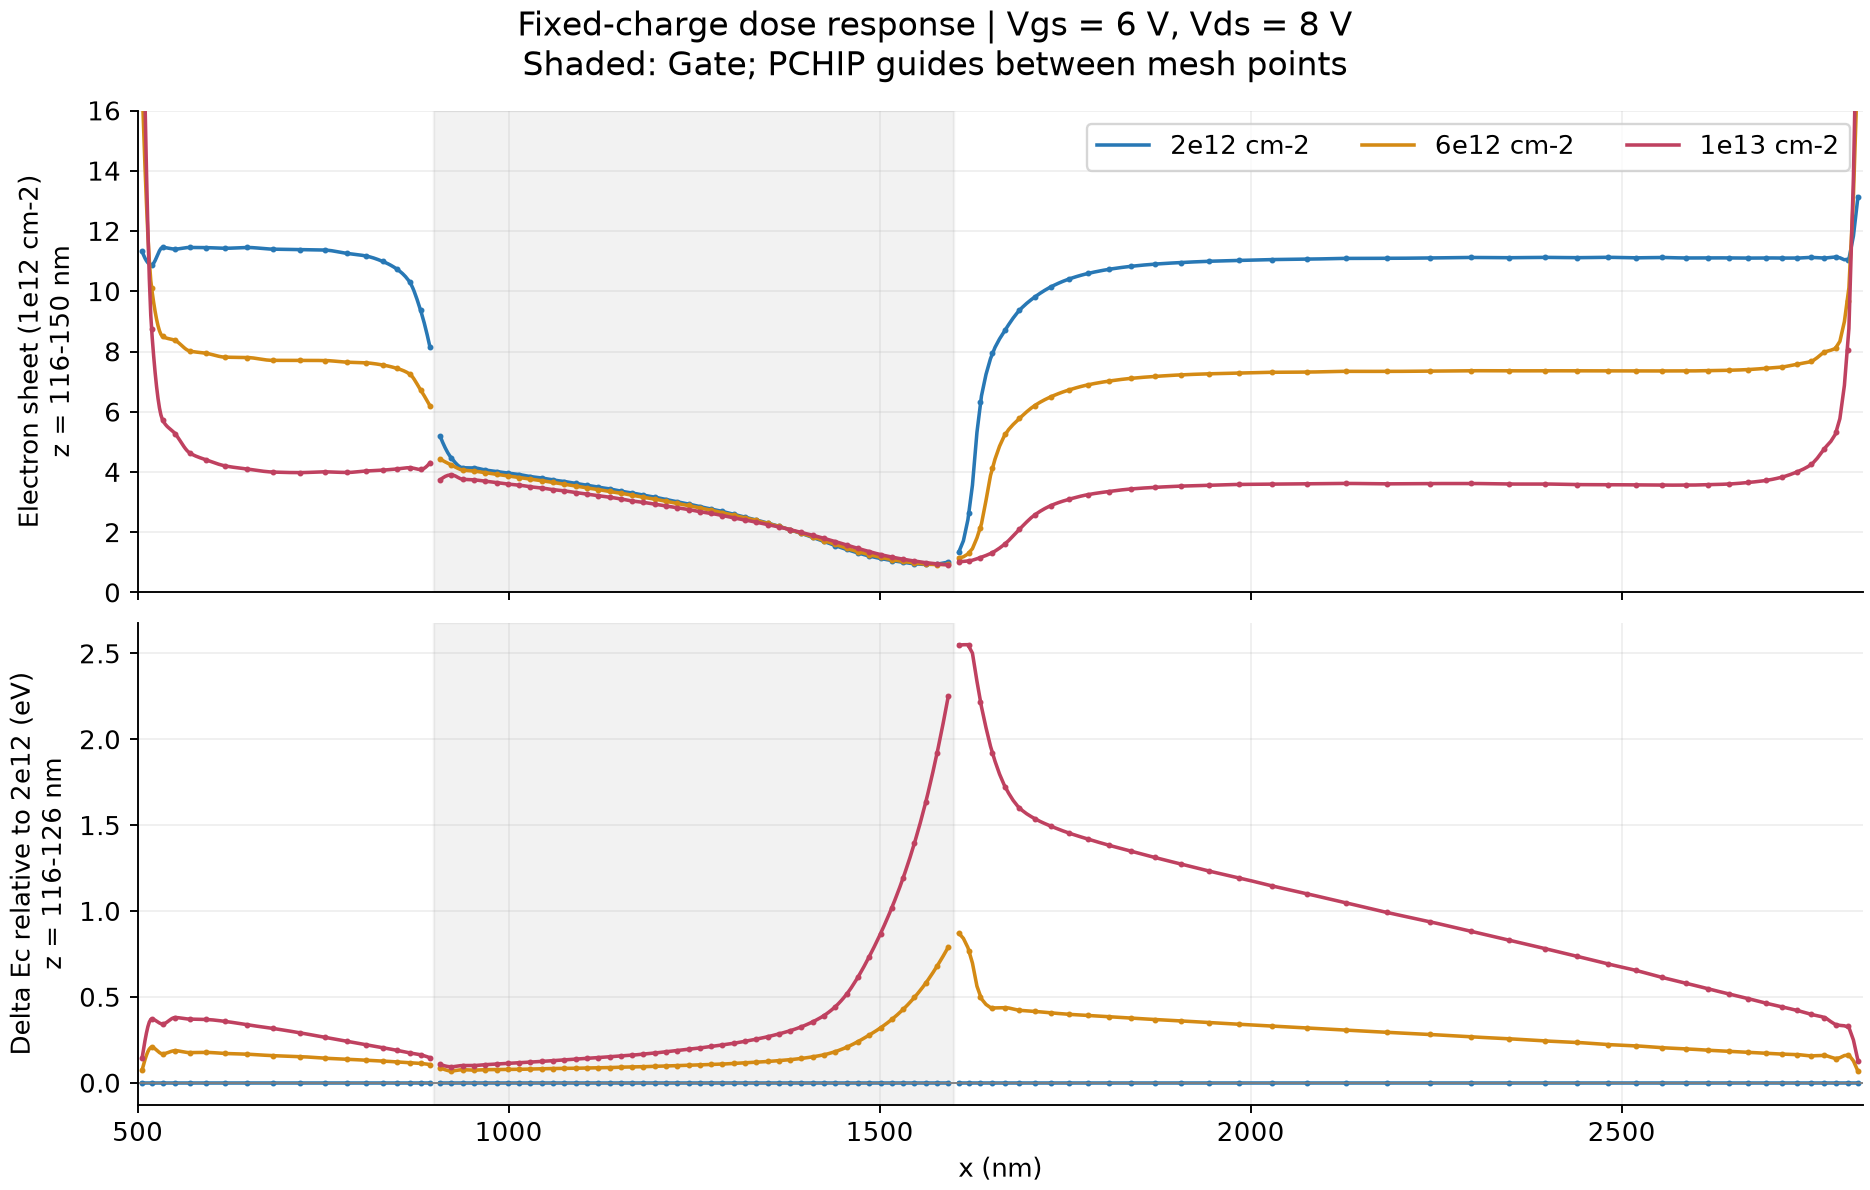 Fixed-charge dose response | Vgs = 6 V, Vds = 8 V
Shaded: Gate; PCHIP guides between mesh points
Electron sheet (1e12 cm-2)
z = 116-150 nm
16
14
12
10
8
6
4
2
0
2e12 cm-2
6e12 cm-2
1e13 cm-2
Delta Ec relative to 2e12 (eV)
z = 116-126 nm
2.5
2.0
1.5
1.0
0.5
0.0
500
1000
1500
2000
2500
x (nm)